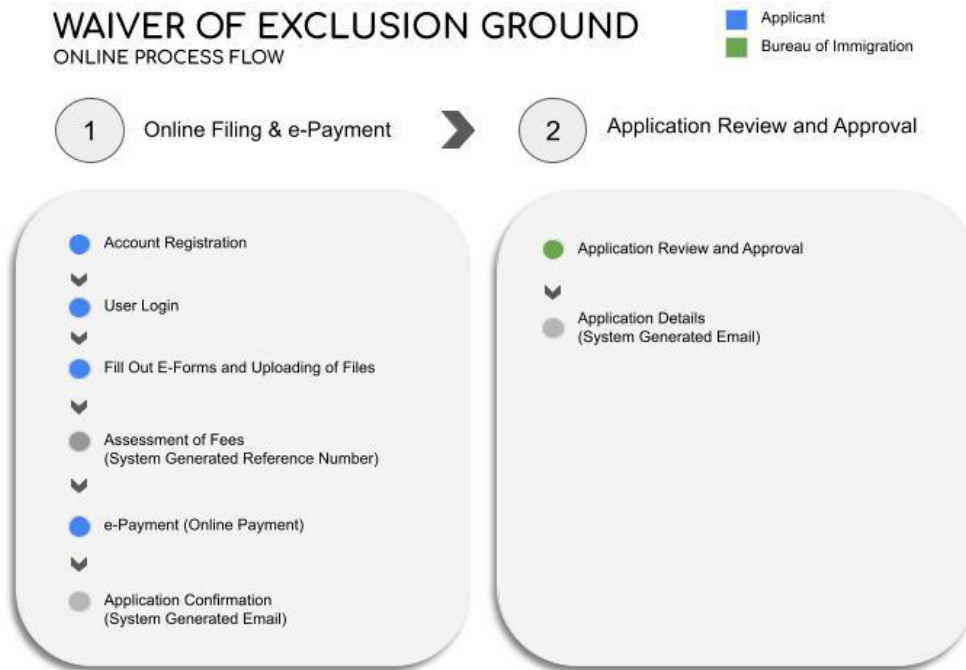 WAIVER OF EXCLUSION GROUND
ONLINE PROCESS FLOW
Applicant
Bureau of Immigration
1
Online Filing & e-Payment
2
Application Review and Approval
Account Registration
User Login
Fill Out E-Forms and Uploading of Files
Assessment of Fees
(System Generated Reference Number)
e-Payment (Online Payment)
Application Confirmation
(System Generated Email)
Application Review and Approval
Application Details
(System Generated Email)